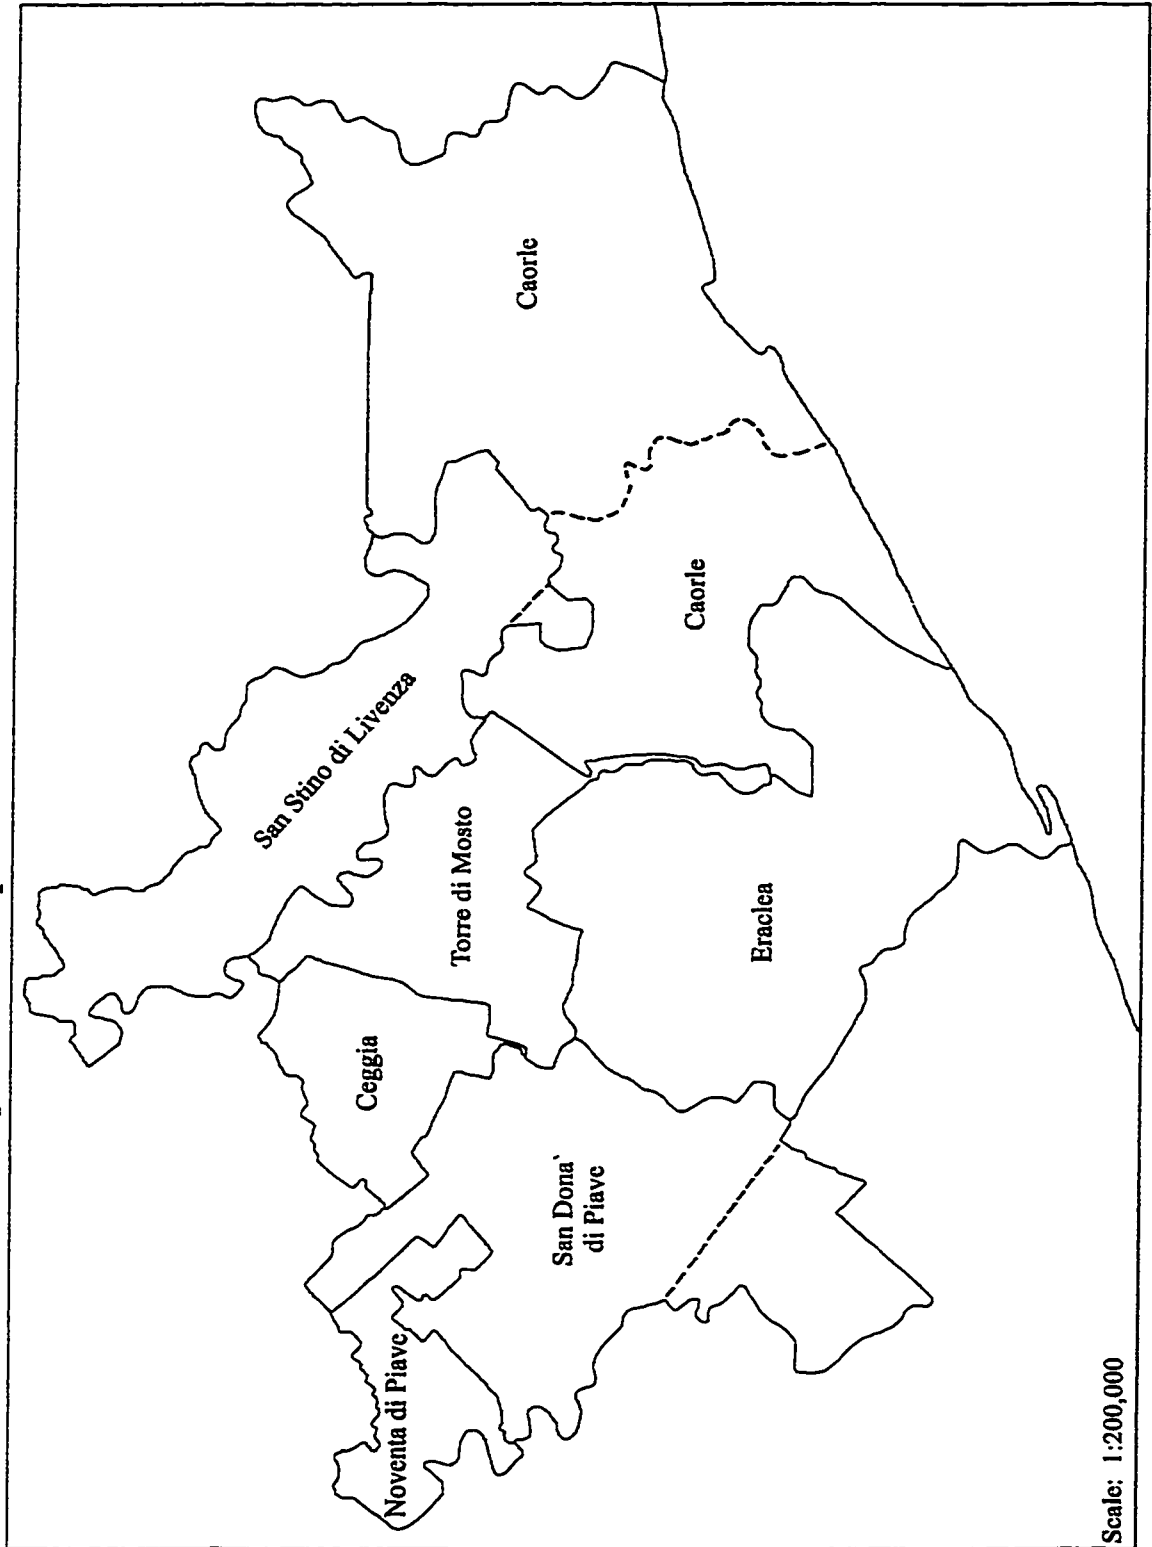 San Stino di Livenza
Caorle
Ceggia
Torre di Mosto
Noventa di Piave
San Dona`
di Piave
Eraclea
Caorle
Scale: 1:200,000